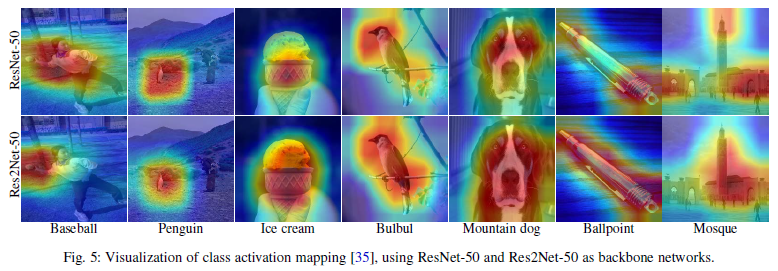 ResNet-50
Res2Net-50
Baseball Penguin Ice cream Bulbul Mountain dog Ballpoint Mosque
Fig. 5: Visualization of class activation mapping [35], using ResNet-50 and Res2Net-50 as backbone networks.